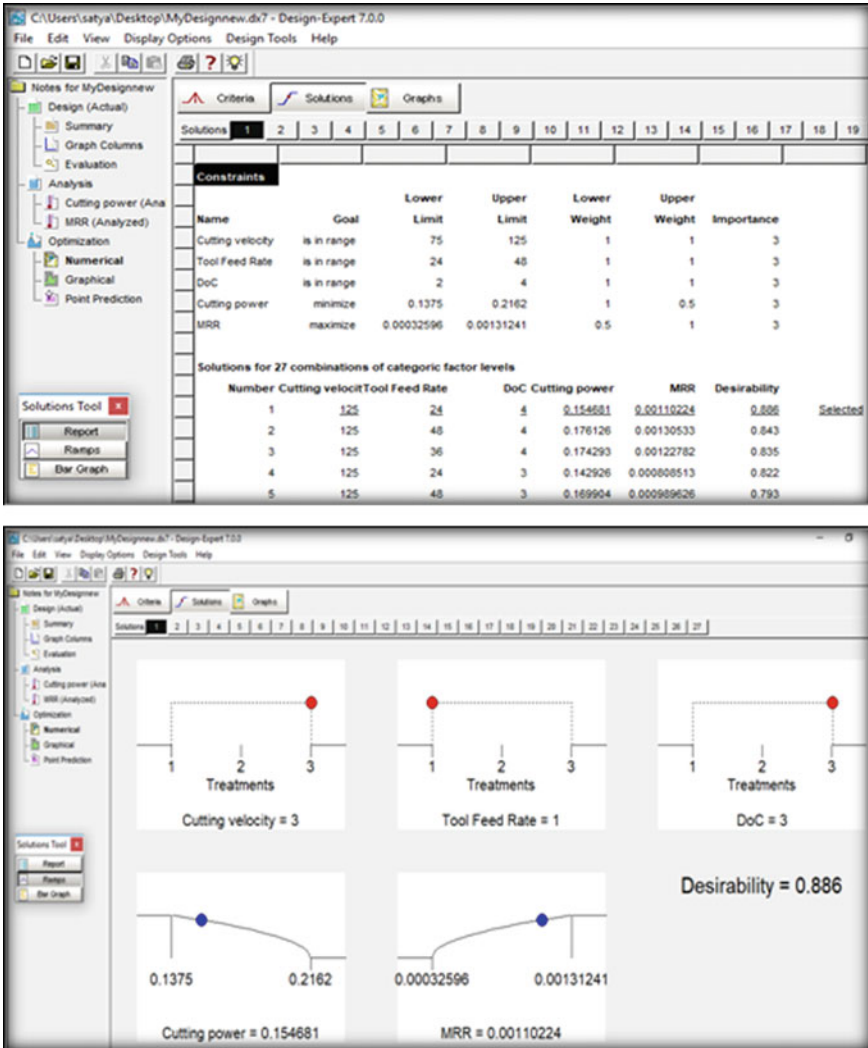 C:\Users\satya\Desktop\MyDesignnew.dx7 - Design-Expert 7.0.0
File Edit View Display Options Design Tools Help
Notes for MyDesignnew
Design (Actual)
Summary
Graph Columns
Evaluation
Analysis
Cutting power (Ana
MRR (Analyzed)
Optimization
Numerical
Graphical
Point Prediction
Solutions Tool
Report
Ramps
Bar Graph
Criteria Solutions Graphs
Solutions 1 2 3 4 5 6 7 8 9 10 11 12 13 14 15 16 17 18 19
Constraints
Lower Upper Lower Upper
Name Goal Limit Limit Weight Weight Importance
Cutting velocity is in range 75 125 1 1 3
Tool Feed Rate is in range 24 48 1 1 3
DoC is in range 2 4 1 1 3
Cutting power minimize 0.1375 0.2162 1 0.5 3
MRR maximize 0.00032596 0.00131241 0.5 1 3
Solutions for 27 combinations of categoric factor levels
Number Cutting velocit Tool Feed Rate DoC Cutting power MRR Desirability
1 125 24 4 0.154681 0.00110224 0.886 Selected
2 125 48 4 0.176126 0.00130533 0.843
3 125 36 4 0.174293 0.00122782 0.835
4 125 24 3 0.142926 0.000808513 0.822
5 125 48 3 0.169904 0.000989626 0.793
C:\Users\satya\Desktop\MyDesignnew.dx7 - Design-Expert 7.0.0
File Edit View Display Options Design Tools Help
Notes for MyDesignnew
Design (Actual)
Summary
Graph Columns
Evaluation
Analysis
Cutting power (Ana
MRR (Analyzed)
Optimization
Numerical
Graphical
Point Prediction
Solutions Tool
Report
Ramps
Bar Graph
Criteria Solutions Graphs
Solutions 1 2 3 4 5 6 7 8 9 10 11 12 13 14 15 16 17 18 19 20 21 22 23 24 25 26 27
1 2 3
Treatments
Cutting velocity = 3
1 2 3
Treatments
Tool Feed Rate = 1
1 2 3
Treatments
DoC = 3
0.1375 0.2162
Cutting power = 0.154681
0.00032596 0.00131241
MRR = 0.00110224
Desirability = 0.886